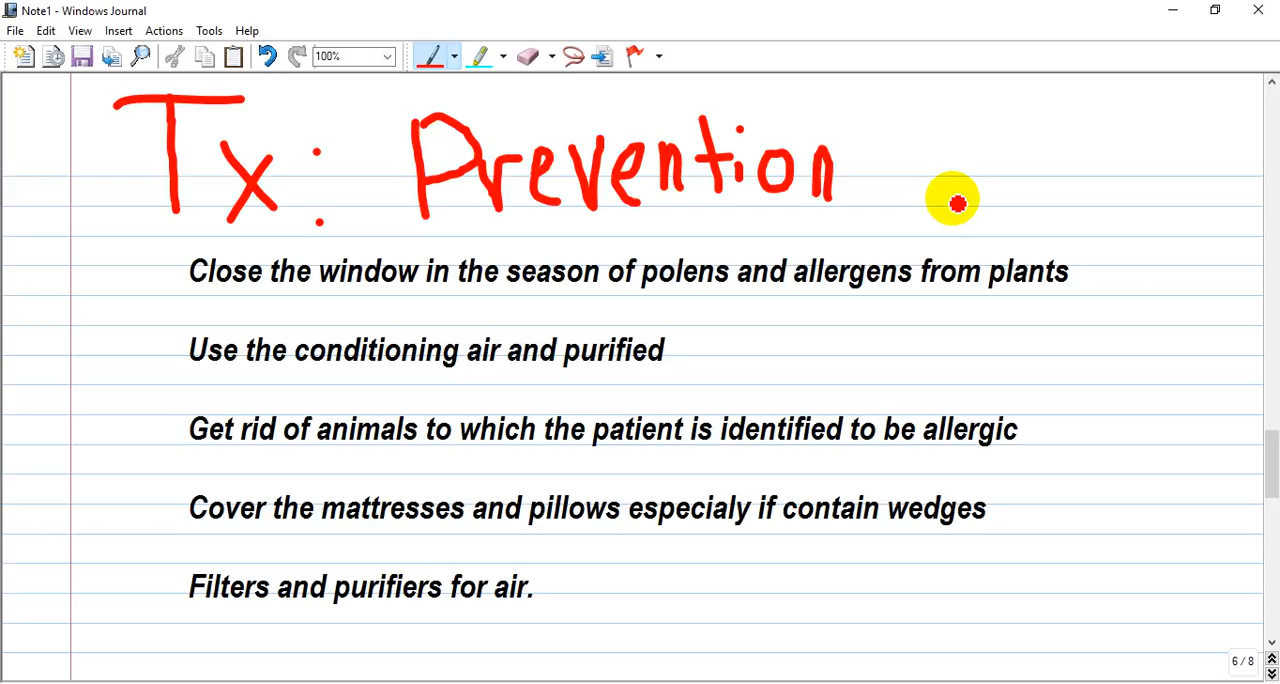 Note1 - Windows Journal
File Edit View Insert Actions Tools Help
100%
Tx: Prevention
Close the window in the season of polens and allergens from plants
Use the conditioning air and purified
Get rid of animals to which the patient is identified to be allergic
Cover the mattresses and pillows especialy if contain wedges
Filters and purifiers for air.
6 / 8